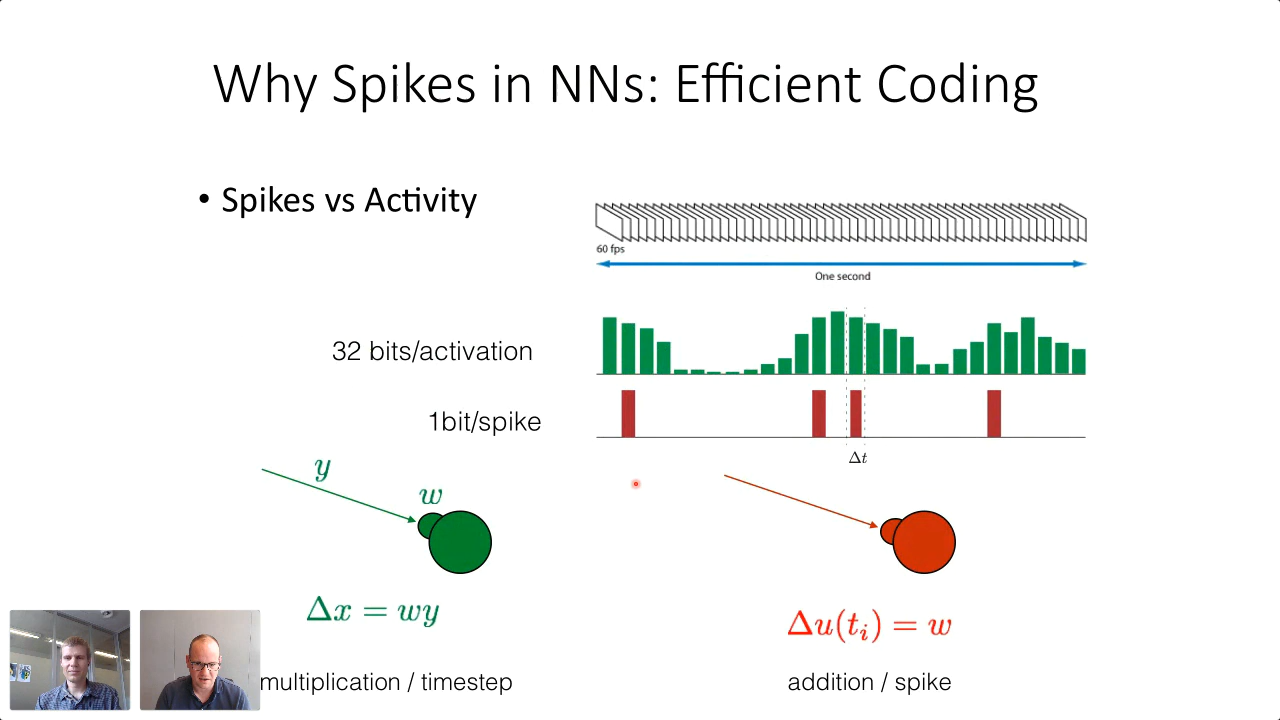 Why Spikes in NNs: Efficient Coding
• Spikes vs Activity
60 fps
One second
32 bits/activation
1bit/spike
Δt
y
w
Δx = wy
Δu(tᵢ) = w
multiplication / timestep
addition / spike